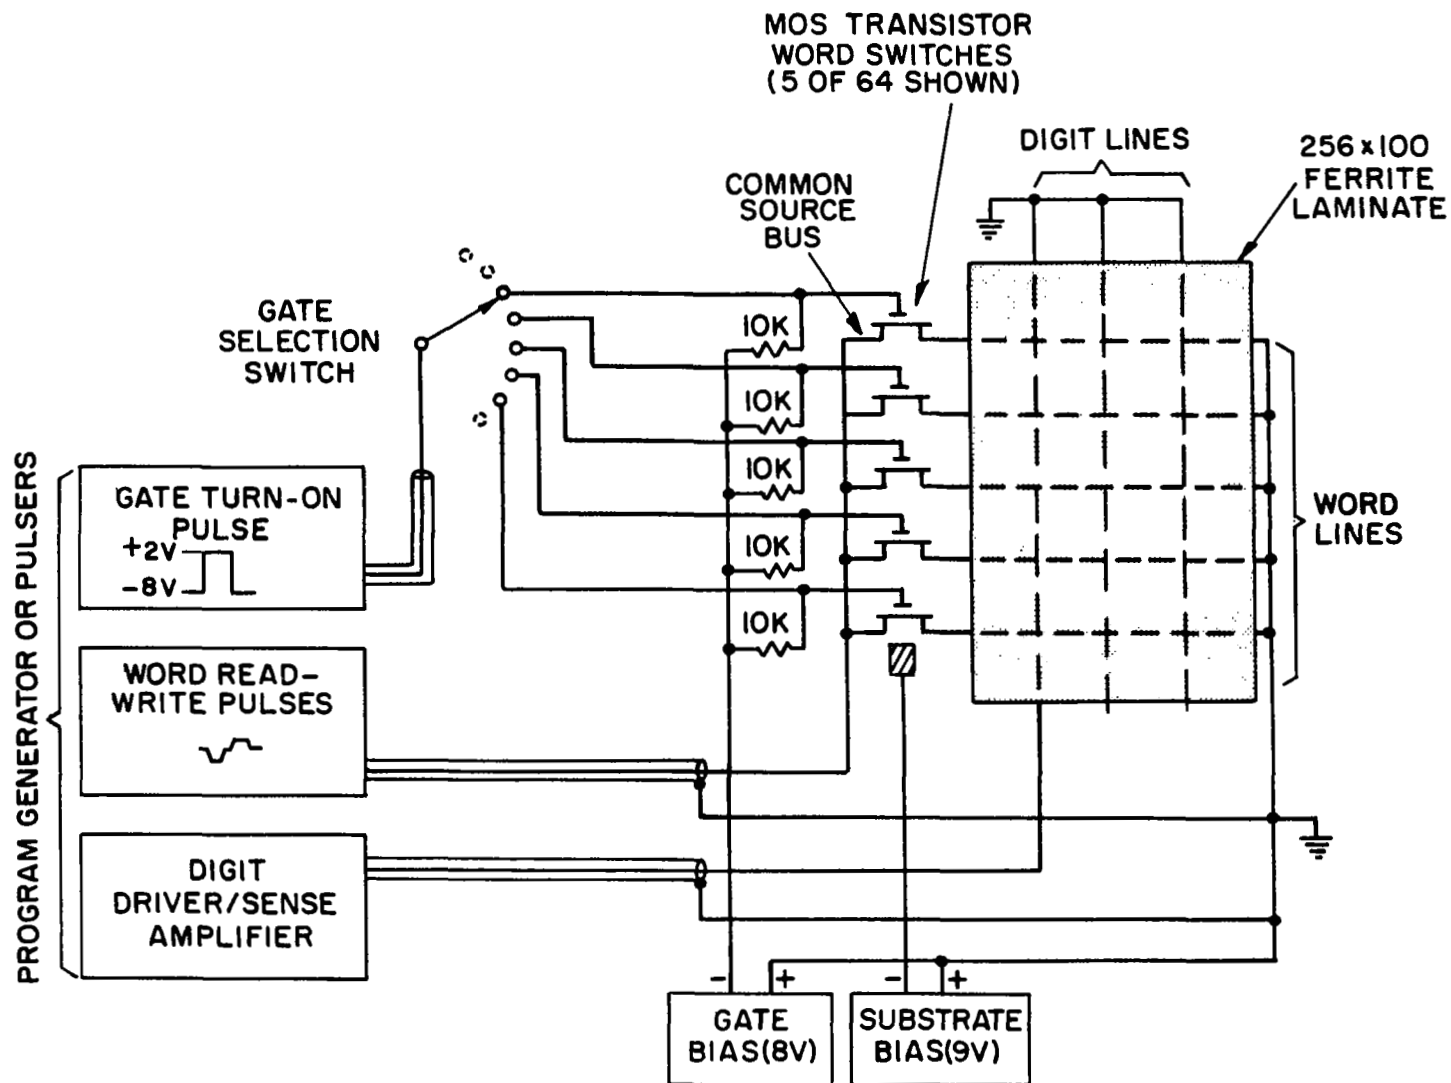 MOS TRANSISTOR
WORD SWITCHES
(5 OF 64 SHOWN)
DIGIT LINES
256 x 100
FERRITE
LAMINATE
COMMON
SOURCE
BUS
GATE
SELECTION
SWITCH
10K
10K
10K
10K
10K
WORD
LINES
PROGRAM GENERATOR OR PULSERS
GATE TURN-ON
PULSE
+2V
-8V
WORD READ-
WRITE PULSES
DIGIT
DRIVER/SENSE
AMPLIFIER
- +
- +
GATE
BIAS(8V)
SUBSTRATE
BIAS(9V)